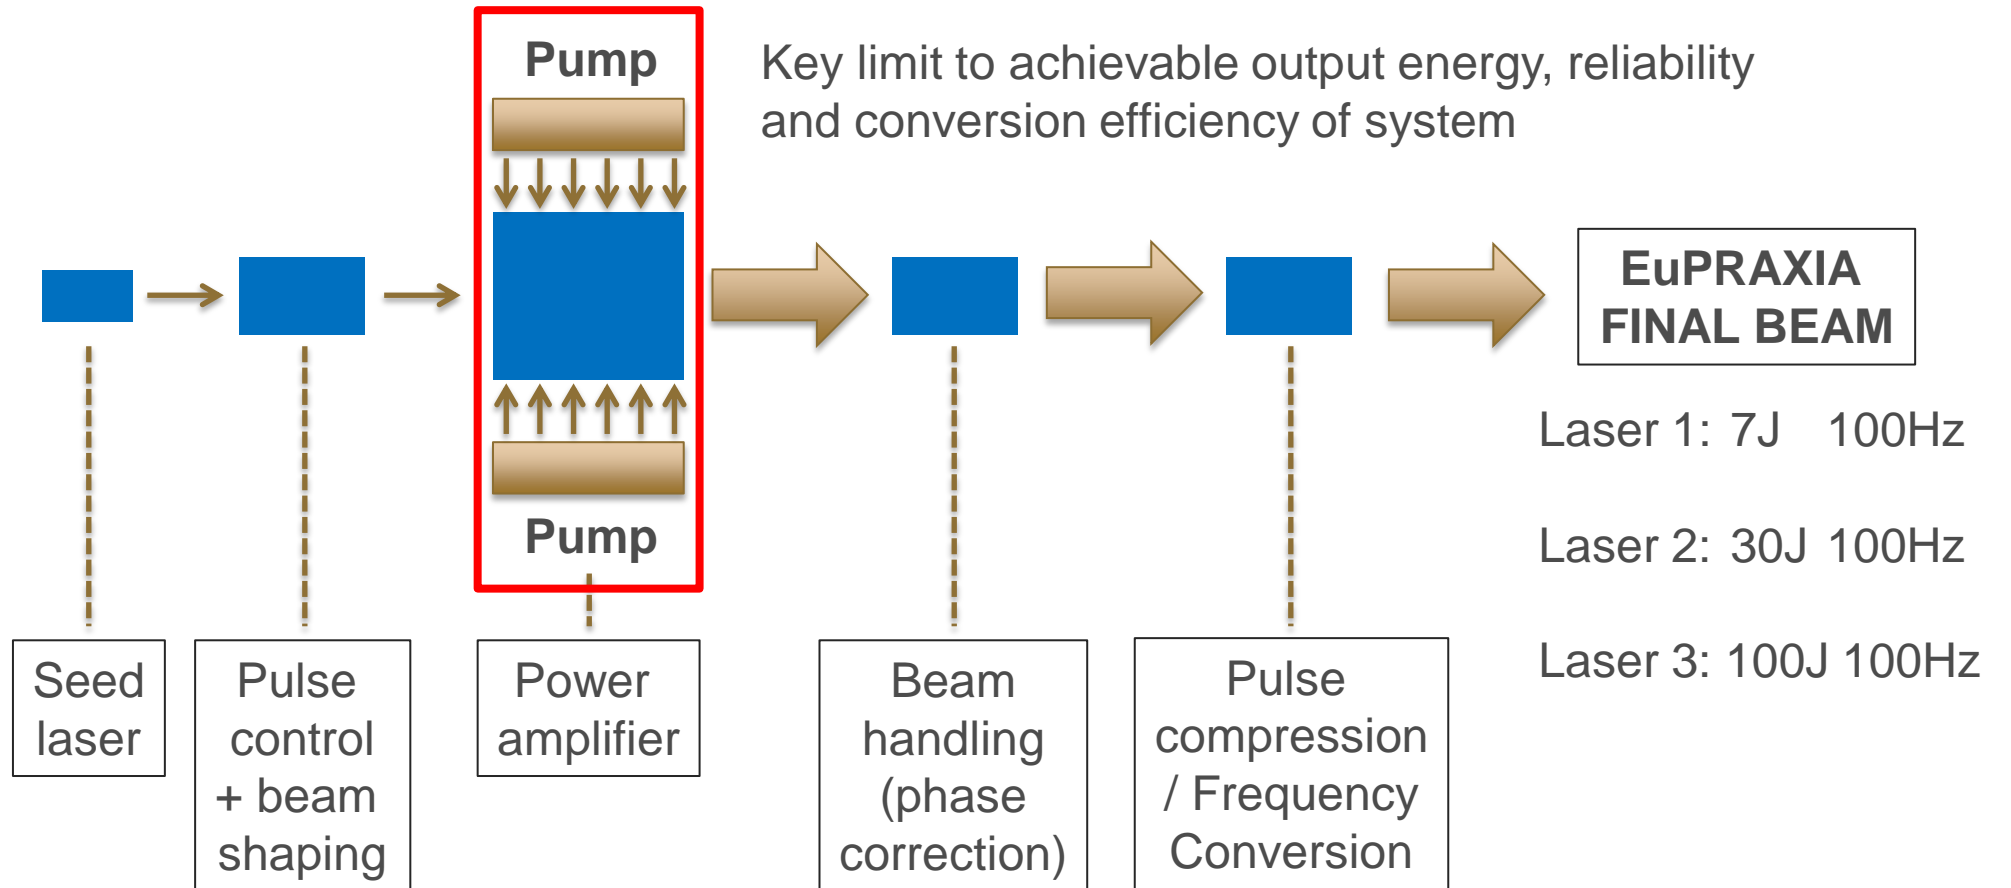 Pump
Key limit to achievable output energy, reliability
and conversion efficiency of system
EuPRAXIA
FINAL BEAM
Laser 1: 7J 100Hz
Laser 2: 30J 100Hz
Laser 3: 100J 100Hz
Pump
Seed
laser
Pulse
control
+ beam
shaping
Power
amplifier
Beam
handling
(phase
correction)
Pulse
compression
/ Frequency
Conversion